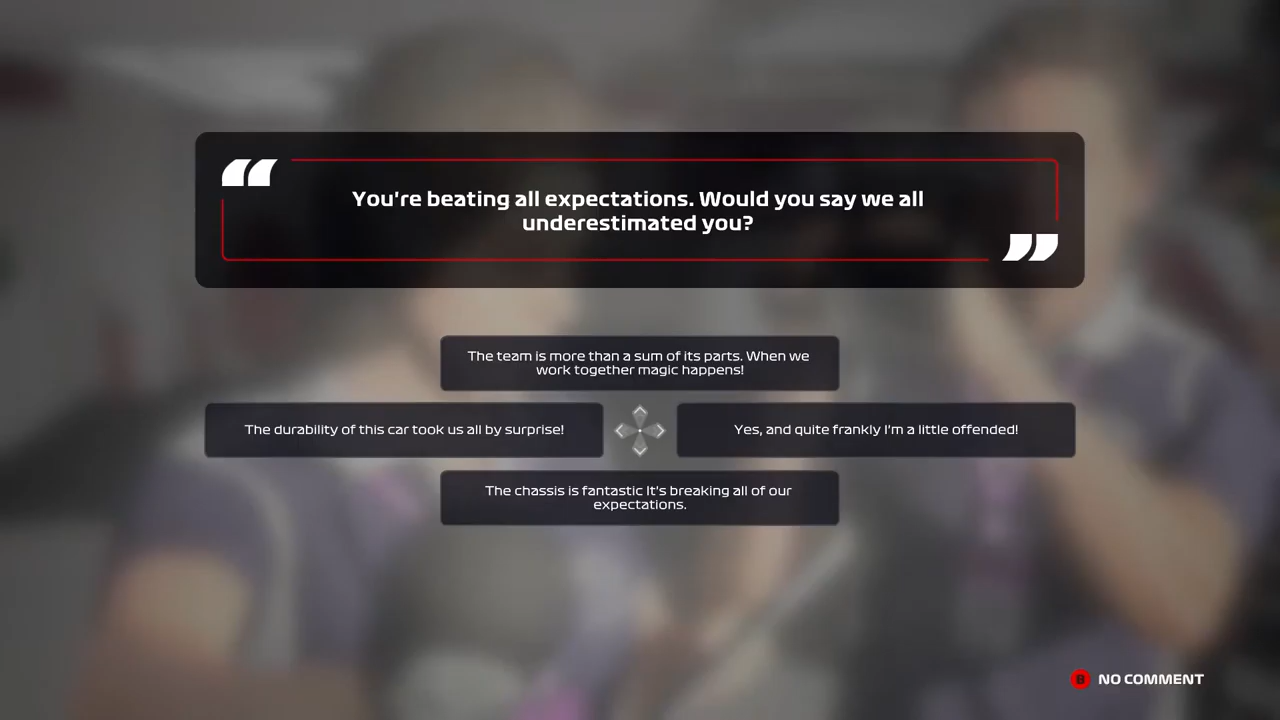 You're beating all expectations. Would you say we all
underestimated you?
The team is more than a sum of its parts. When we
work together magic happens!
The durability of this car took us all by surprise!
Yes, and quite frankly I'm a little offended!
The chassis is fantastic It's breaking all of our
expectations.
B NO COMMENT